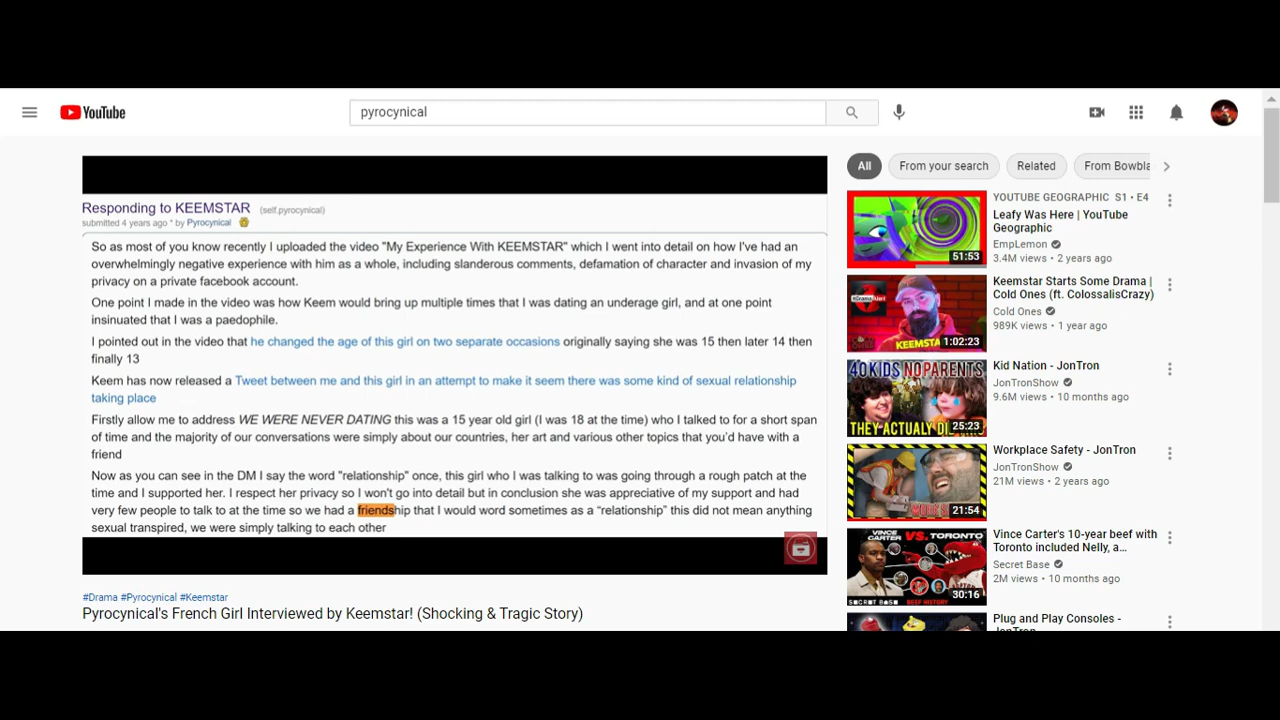 YouTube
pyrocynical
Responding to KEEMSTAR (self.pyrocynical)
submitted 4 years ago * by Pyrocynical
So as most of you know recently I uploaded the video "My Experience With KEEMSTAR" which I went into detail on how I've had an
overwhelmingly negative experience with him as a whole, including slanderous comments, defamation of character and invasion of my
privacy on a private facebook account.
One point I made in the video was how Keem would bring up multiple times that I was dating an underage girl, and at one point
insinuated that I was a paedophile.
I pointed out in the video that he changed the age of this girl on two separate occasions originally saying she was 15 then later 14 then
finally 13
Keem has now released a Tweet between me and this girl in an attempt to make it seem there was some kind of sexual relationship
taking place
Firstly allow me to address WE WERE NEVER DATING this was a 15 year old girl (I was 18 at the time) who I talked to for a short span
of time and the majority of our conversations were simply about our countries, her art and various other topics that you'd have with a
friend
Now as you can see in the DM I say the word "relationship" once, this girl who I was talking to was going through a rough patch at the
time and I supported her. I respect her privacy so I won't go into detail but in conclusion she was appreciative of my support and had
very few people to talk to at the time so we had a friendship that I would word sometimes as a "relationship" this did not mean anything
sexual transpired, we were simply talking to each other
#Drama #Pyrocynical #Keemstar
Pyrocynical's French Girl Interviewed by Keemstar! (Shocking & Tragic Story)
All From your search Related From Bowbla
51:53
YOUTUBE GEOGRAPHIC S1 • E4
Leafy Was Here | YouTube
Geographic
EmpLemon
3.4M views • 2 years ago
KEEMSTA
1:02:23
Keemstar Starts Some Drama |
Cold Ones (ft. ColossalisCrazy)
Cold Ones
989K views • 1 year ago
40 KIDS NO PARENTS
THEY ACTUALY DI
25:23
Kid Nation - JonTron
JonTronShow
9.6M views • 10 months ago
21:54
Workplace Safety - JonTron
JonTronShow
21M views • 2 years ago
VINCE CARTER VS. TORONTO
SECRET BASE BEEF HISTORY
30:16
Vince Carter's 10-year beef with
Toronto included Nelly, a...
Secret Base
2M views • 10 months ago
Plug and Play Consoles -
JonTron